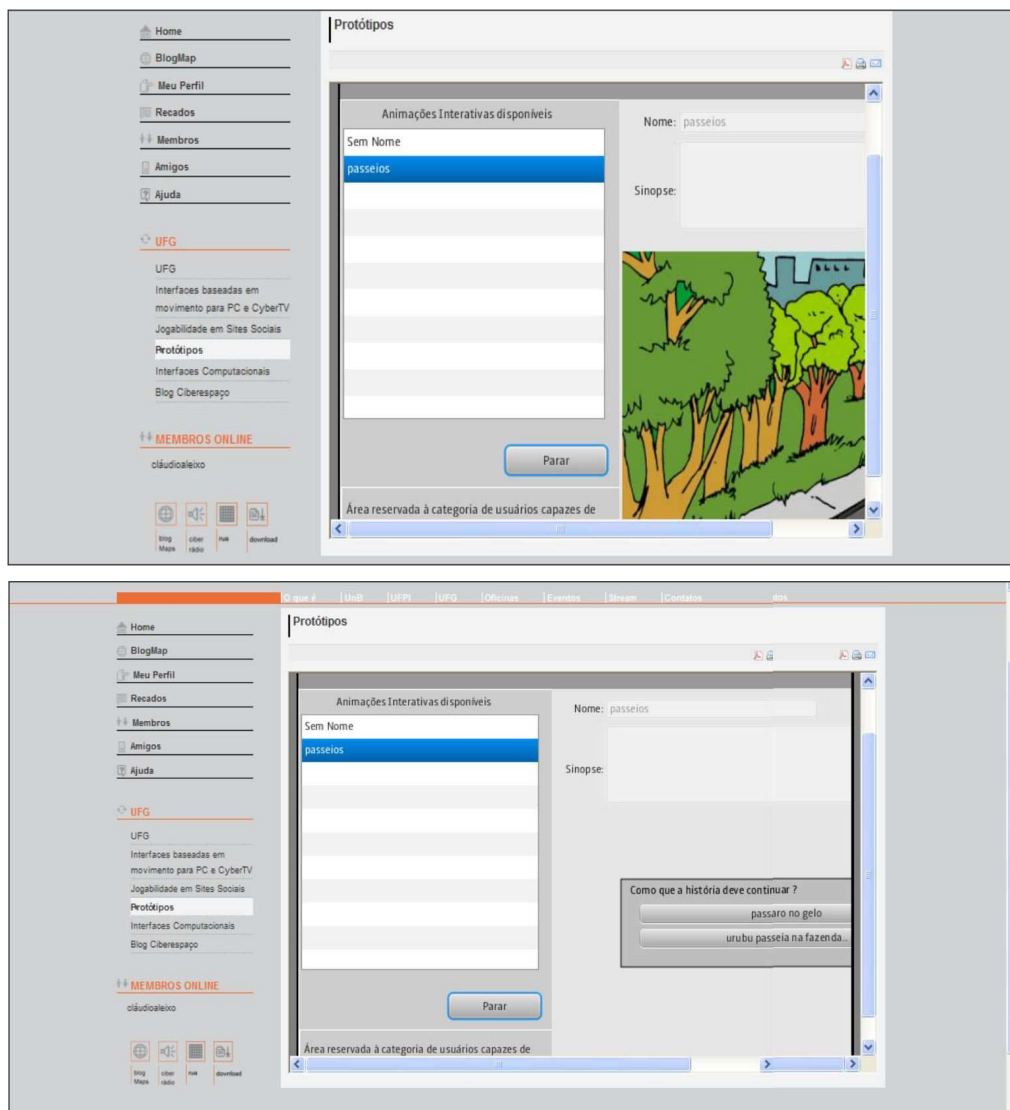 Home
BlogMap
Meu Perfil
Recados
Membros
Amigos
Ajuda
UFG
UFG
Interfaces baseadas em
movimento para PC e CyberTV
Jogabilidade em Sites Sociais
Protótipos
Interfaces Computacionais
Blog Ciberespaço
MEMBROS ONLINE
cláudioaleixo
blog ciber rua download
Maps rádio
Protótipos
Animações Interativas disponíveis
Sem Nome
passeios
Parar
Área reservada à categoria de usuários capazes de
Nome: passeios
Sinopse:
O que é UnB UFPI UFG Oficinas Eventos Stream Contatos
Home
BlogMap
Meu Perfil
Recados
Membros
Amigos
Ajuda
UFG
UFG
Interfaces baseadas em
movimento para PC e CyberTV
Jogabilidade em Sites Sociais
Protótipos
Interfaces Computacionais
Blog Ciberespaço
MEMBROS ONLINE
cláudioaleixo
blog ciber rua download
Maps rádio
Protótipos
Animações Interativas disponíveis
Sem Nome
passeios
Parar
Área reservada à categoria de usuários capazes de
Nome: passeios
Sinopse:
Como que a história deve continuar ?
passaro no gelo
urubu passeia na fazenda..